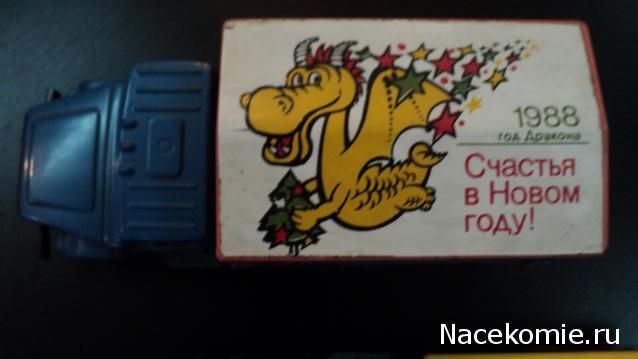 1988
год Дракона
Счастья
в Новом
году!
Nacekomie.ru